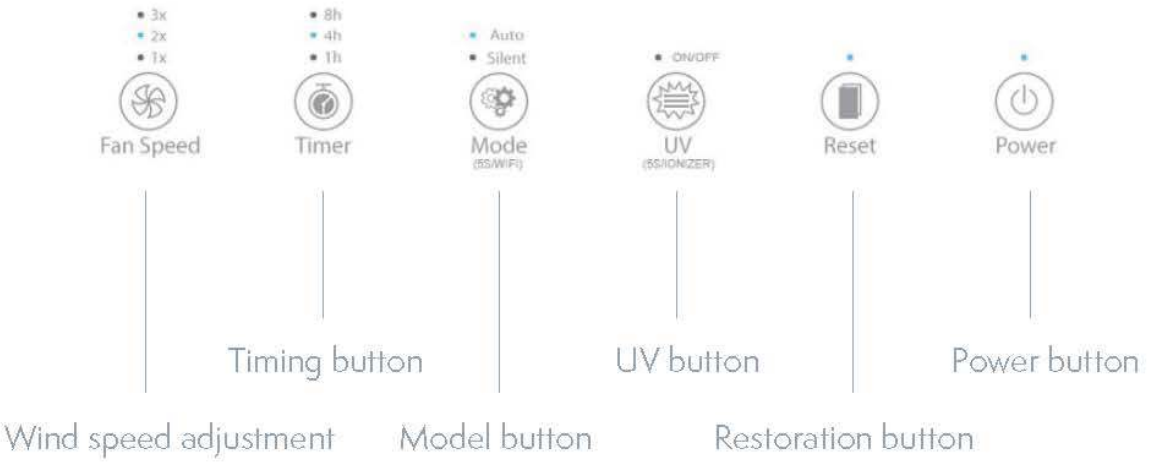 3x
2x
1x
Fan Speed
8h
4h
1h
Timer
Auto
Silent
Mode
(5S/WIFI)
ON/OFF
UV
(5S/IONIZER)
Reset
Power
Timing button
UV button
Power button
Wind speed adjustment
Model button
Restoration button